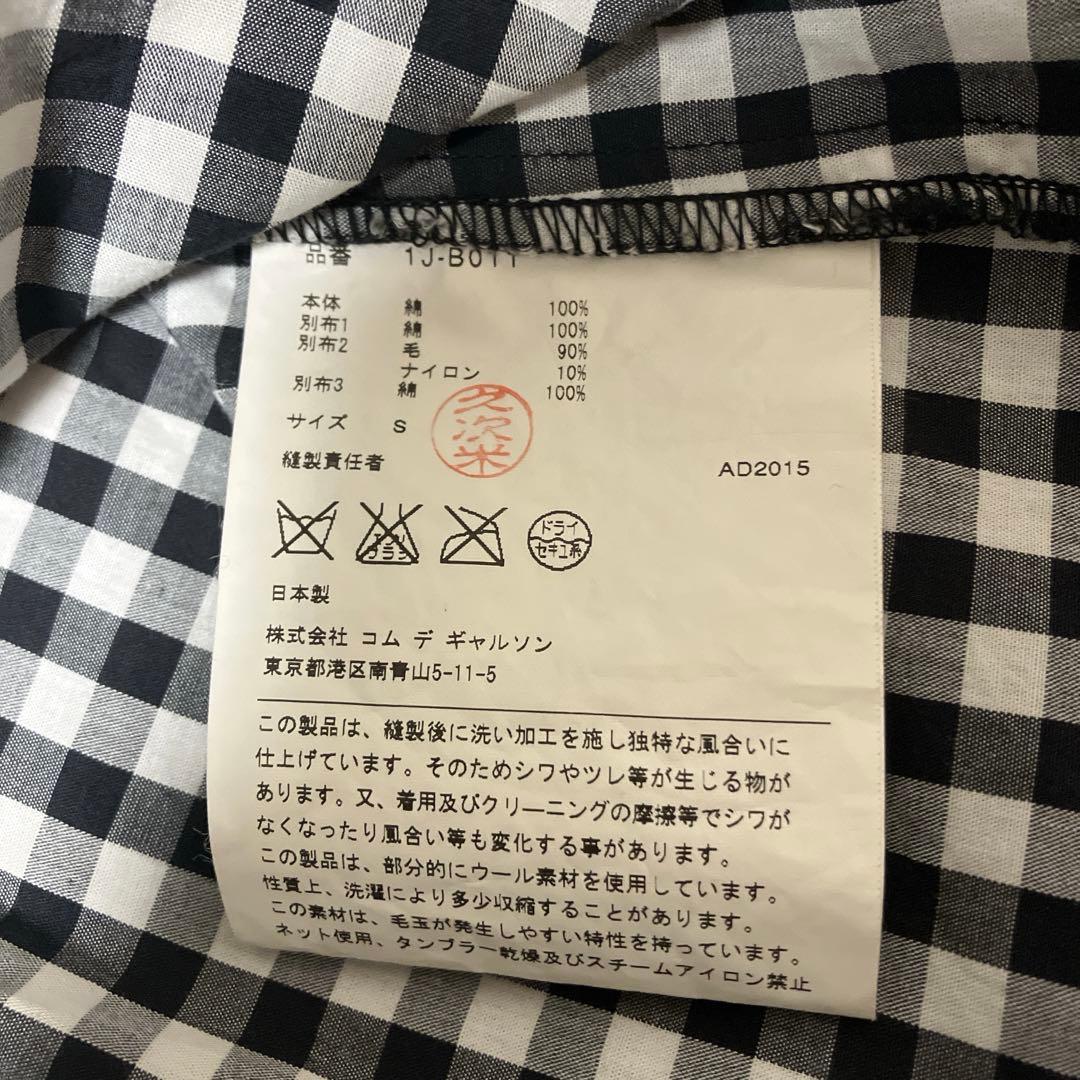 品番 1J-B011
本体 綿 100%
別布1 綿 100%
別布2 毛 90%
ナイロン 10%
別布3 綿 100%
サイズ S
久次米
縫製責任者 AD2015
エンソ
ブラシ
ドライ
セキユ系
日本製
株式会社 コム デ ギャルソン
東京都港区南青山5-11-5
この製品は、縫製後に洗い加工を施し独特な風合いに
仕上げています。そのためシワやツレ等が生じる物が
あります。又、着用及びクリーニングの摩擦等でシワが
なくなったり風合い等も変化する事があります。
この製品は、部分的にウール素材を使用しています。
性質上、洗濯により多少収縮することがあります。
この素材は、毛玉が発生しやすい特性を持っています。
ネット使用、タンブラー乾燥及びスチームアイロン禁止